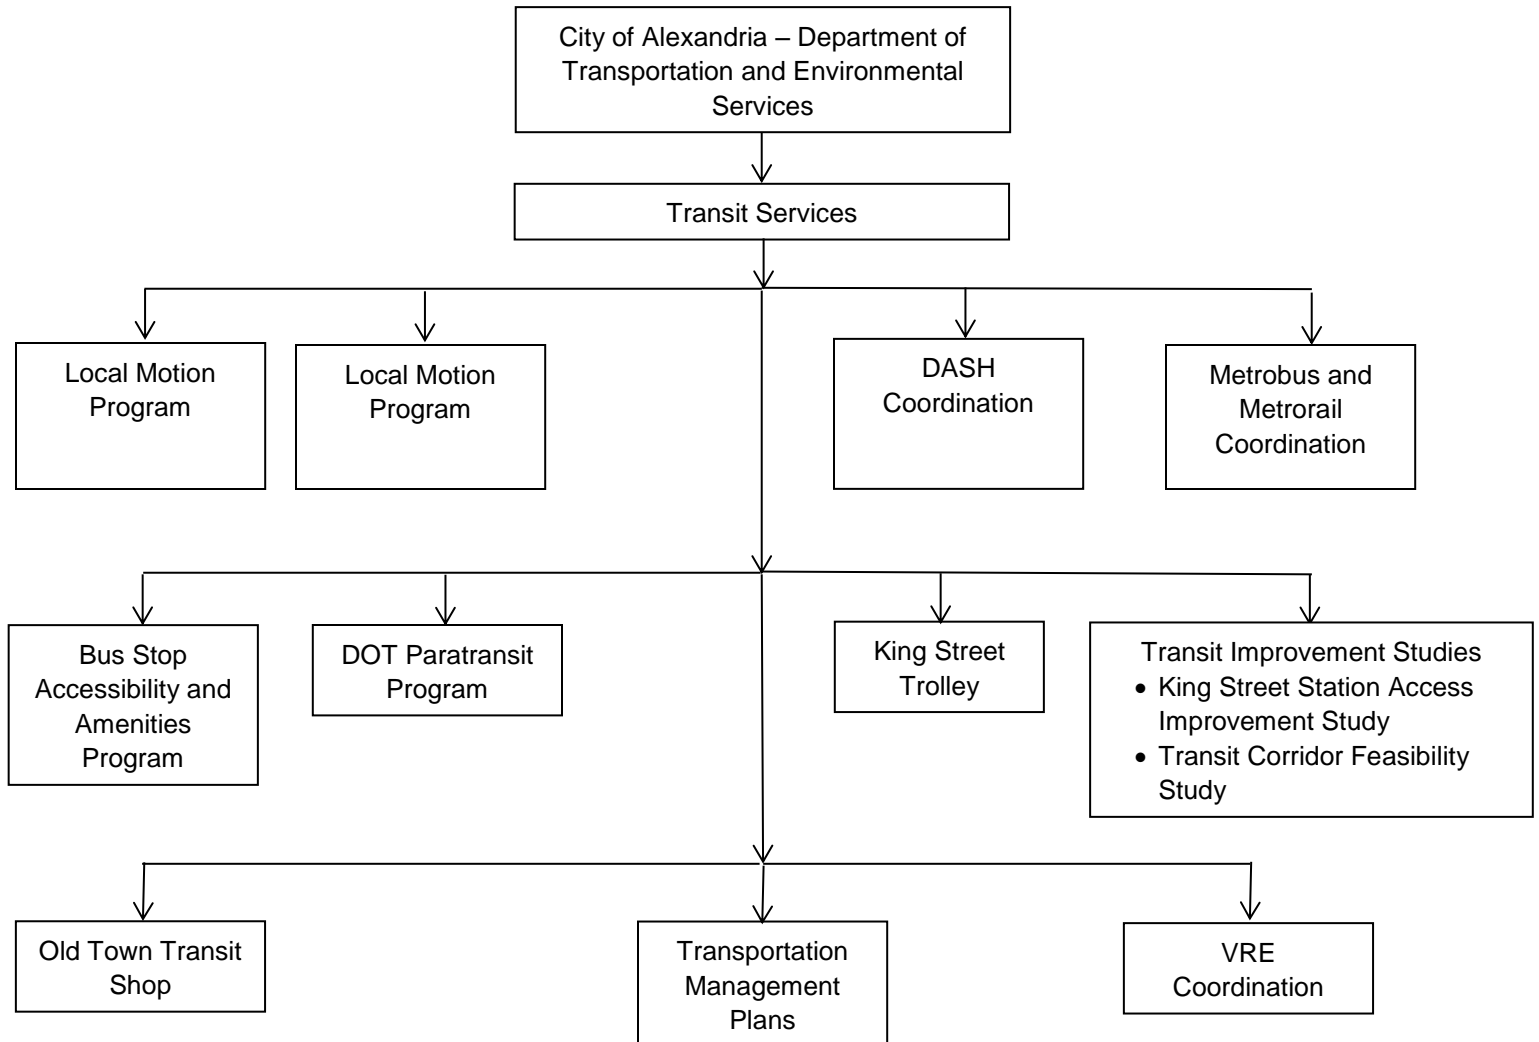 City of Alexandria – Department of
Transportation and Environmental
Services
Transit Services
Local Motion
Program
Local Motion
Program
DASH
Coordination
Metrobus and
Metrorail
Coordination
Bus Stop
Accessibility and
Amenities
Program
DOT Paratransit
Program
King Street
Trolley
Transit Improvement Studies
• King Street Station Access
Improvement Study
• Transit Corridor Feasibility
Study
Old Town Transit
Shop
Transportation
Management
Plans
VRE
Coordination